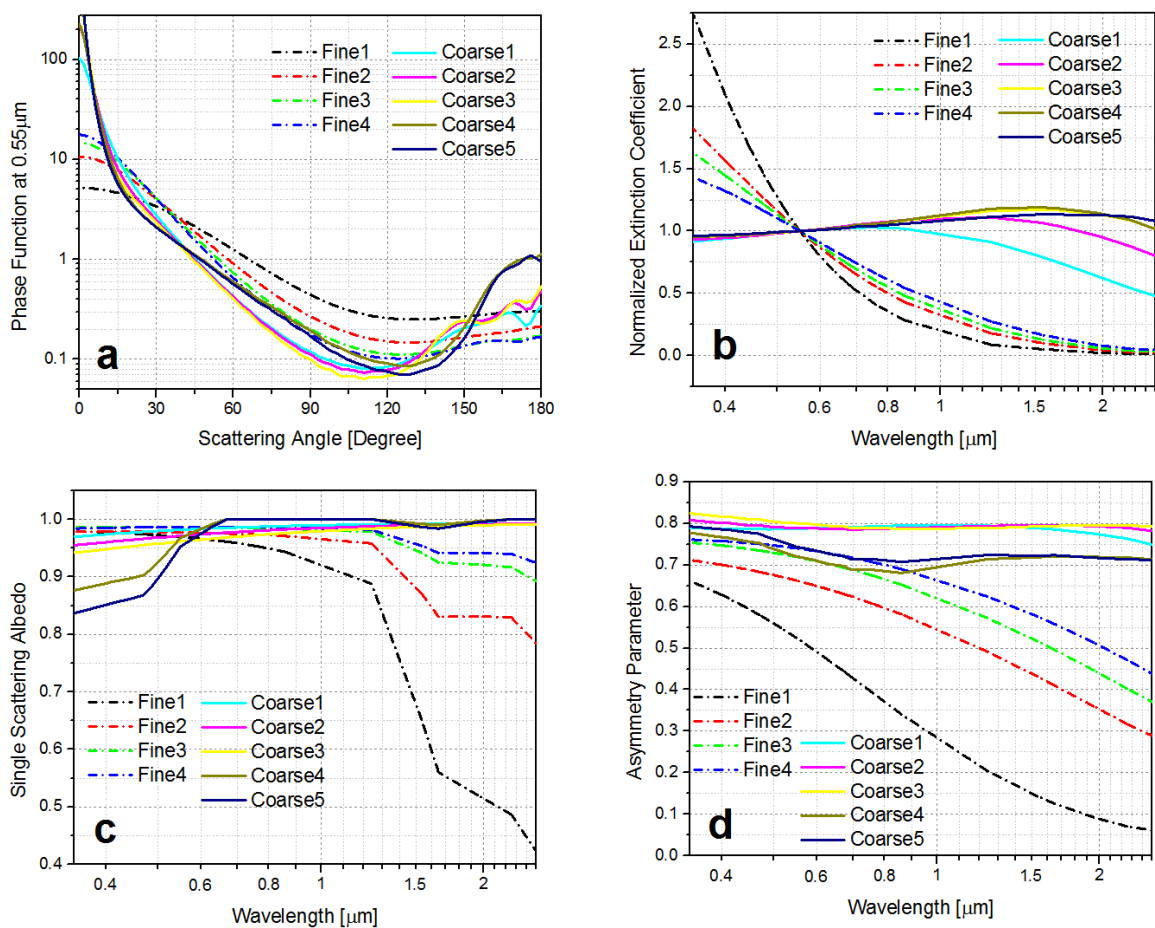 Phase Function at 0.55µm
100
10
1
0.1
Fine1
Fine2
Fine3
Fine4
Coarse1
Coarse2
Coarse3
Coarse4
Coarse5
a
0 30 60 90 120 150 180
Scattering Angle [Degree]
Normalized Extinction Coefficient
2.5
2.0
1.5
1.0
0.5
0.0
Fine1
Fine2
Fine3
Fine4
Coarse1
Coarse2
Coarse3
Coarse4
Coarse5
b
0.4 0.6 0.8 1 1.5 2
Wavelength [µm]
Single Scattering Albedo
1.0
0.9
0.8
0.7
0.6
0.5
0.4
Fine1
Fine2
Fine3
Fine4
Coarse1
Coarse2
Coarse3
Coarse4
Coarse5
c
0.4 0.6 0.8 1 1.5 2
Wavelength [µm]
Asymmetry Parameter
0.9
0.8
0.7
0.6
0.5
0.4
0.3
0.2
0.1
0.0
Fine1
Fine2
Fine3
Fine4
Coarse1
Coarse2
Coarse3
Coarse4
Coarse5
d
0.4 0.6 0.8 1 1.5 2
Wavelength [µm]